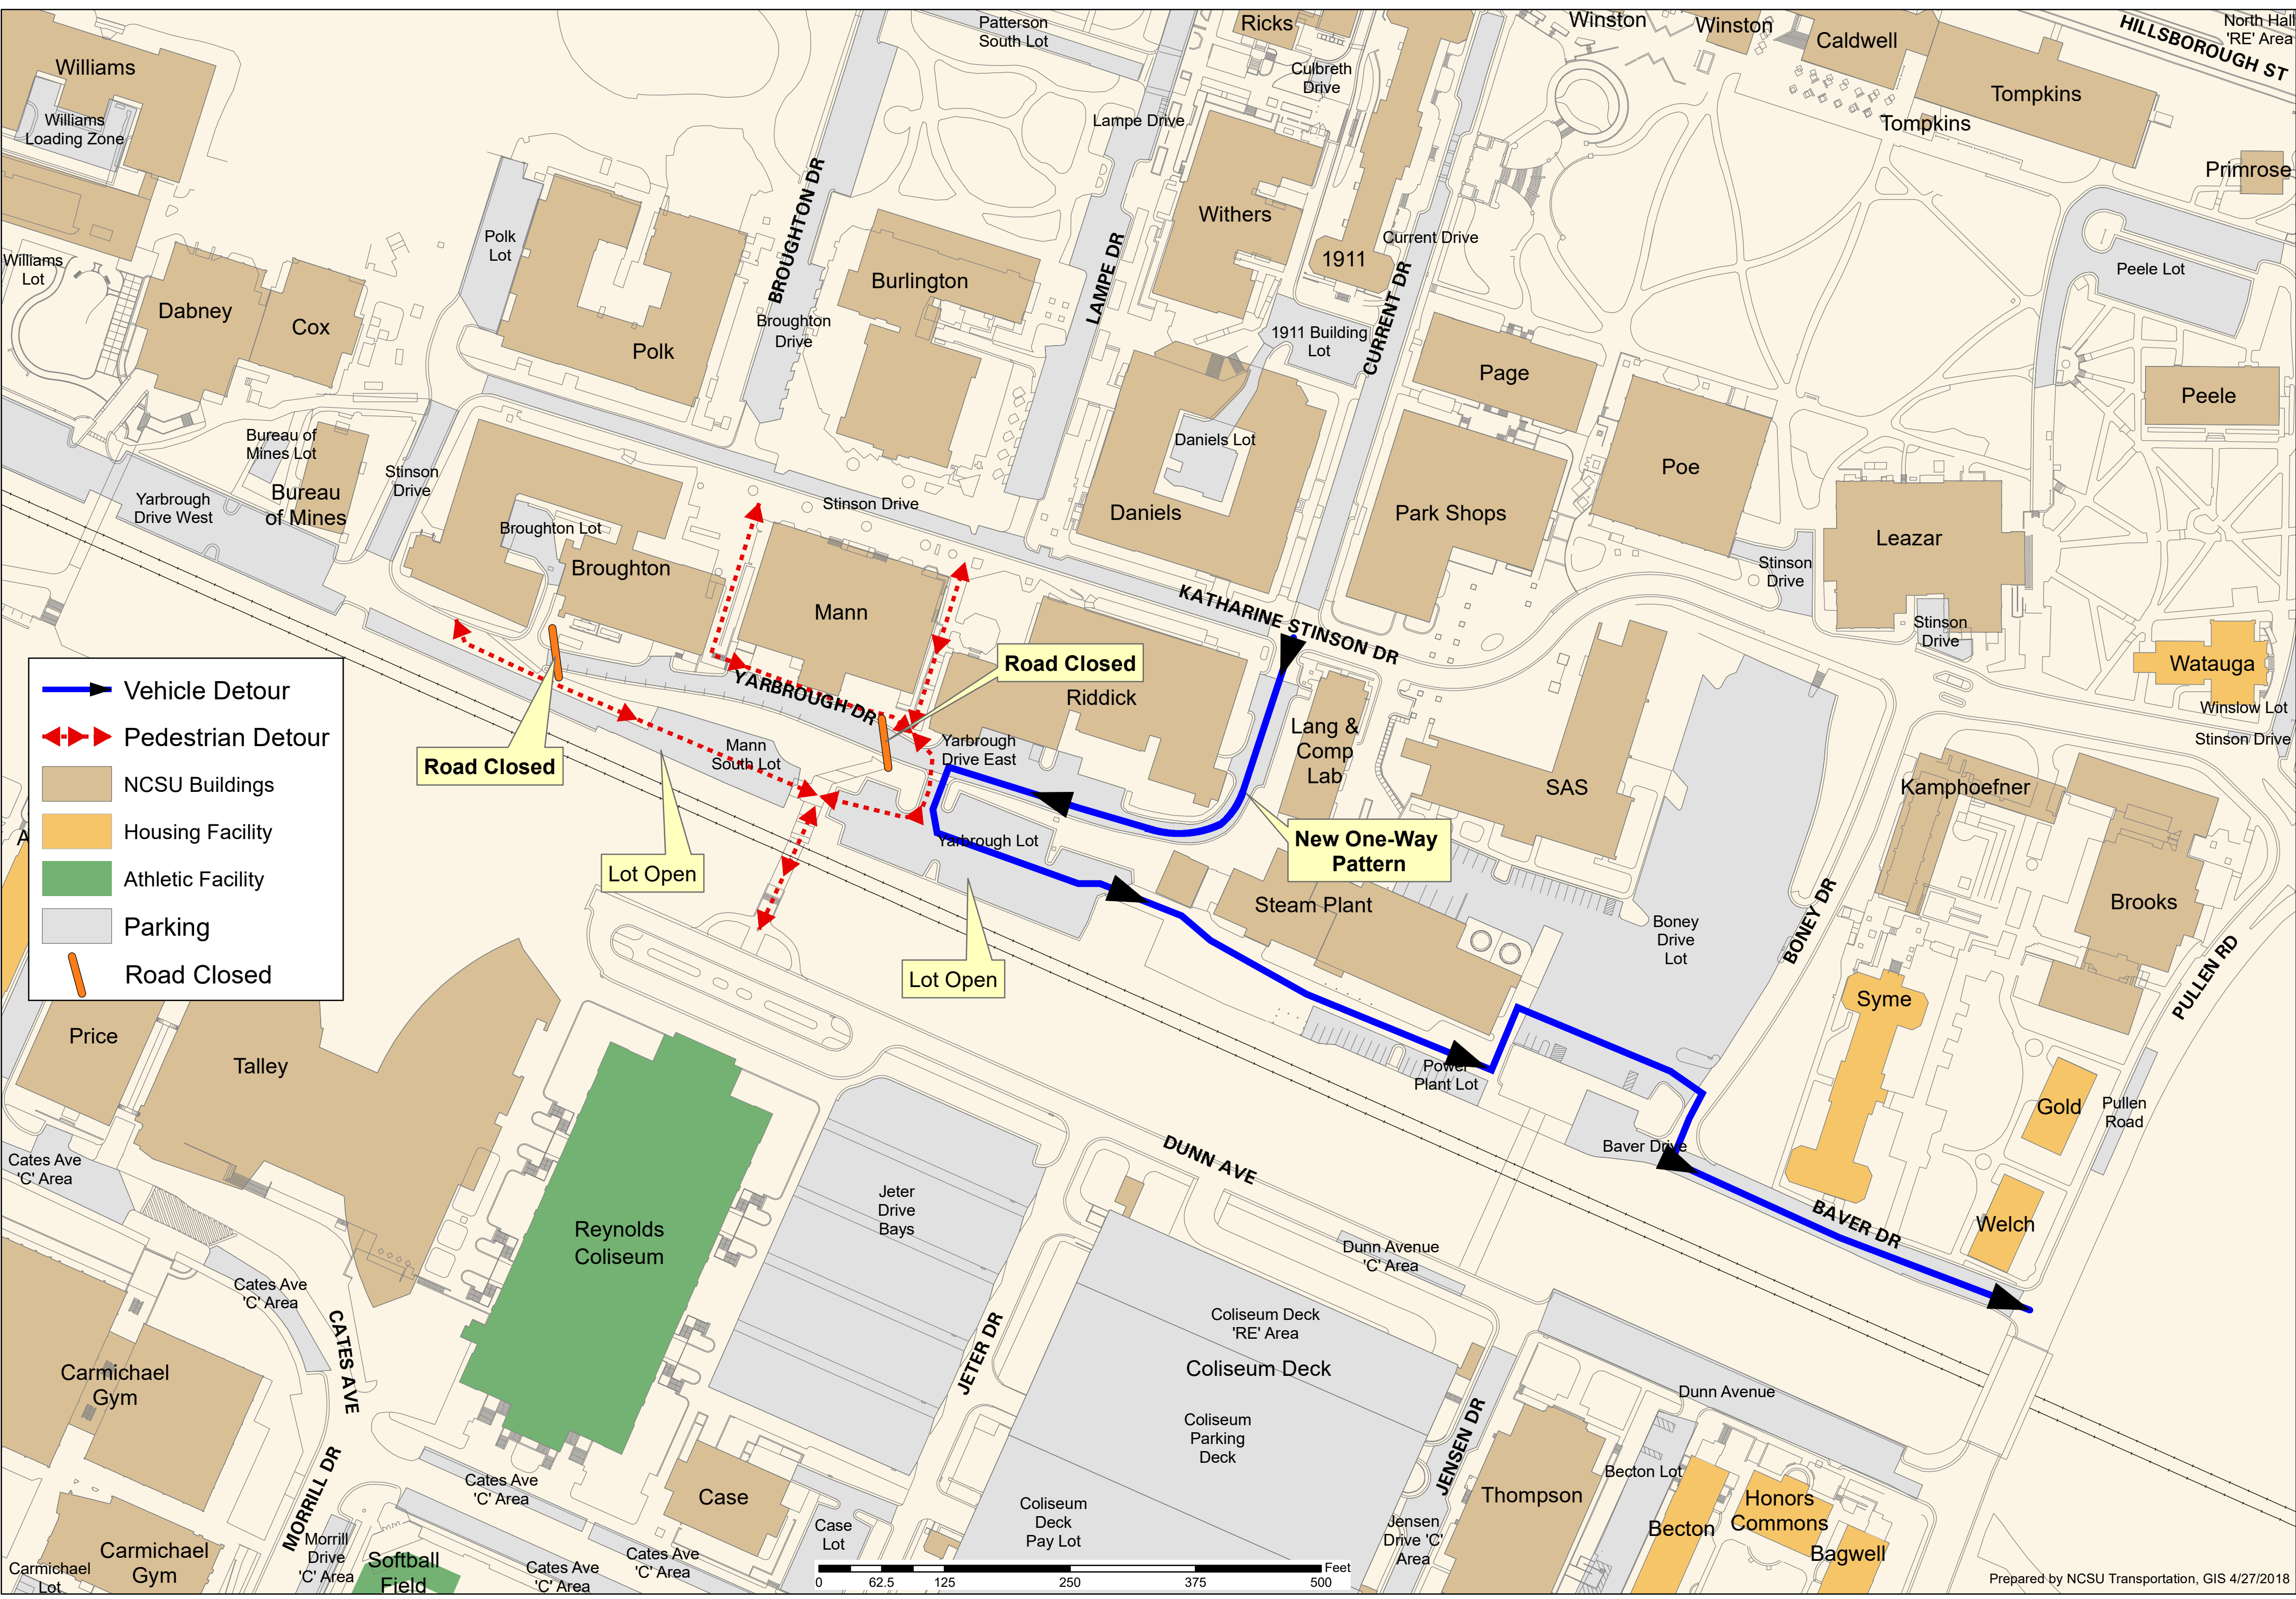 Patterson
South Lot
Ricks
Winston
Winston
Caldwell
HILLSBOROUGH ST
North Hall
'RE' Area
Williams
Culbreth
Drive
Tompkins
Williams
Loading Zone
Lampe Drive
Tompkins
Primrose
BROUGHTON DR
Withers
Polk
Lot
Current Drive
1911
Williams
Lot
LAMPE DR
Burlington
Peele Lot
Dabney
Cox
Broughton
Drive
1911 Building
Lot
CURRENT DR
Polk
Page
Peele
Bureau of
Mines Lot
Daniels Lot
Poe
Stinson
Drive
Yarbrough
Drive West
Bureau
of Mines
Stinson Drive
Daniels
Park Shops
Broughton Lot
Leazar
Broughton
Stinson
Drive
Mann
KATHARINE STINSON DR
Stinson
Drive
Road Closed
Watauga
YARBROUGH DR
Riddick
Winslow Lot
Stinson Drive
Lang &
Comp
Lab
Yarbrough
Drive East
Mann
South Lot
Road Closed
SAS
Kamphoefner
Vehicle Detour
Pedestrian Detour
NCSU Buildings
Housing Facility
Athletic Facility
Parking
Road Closed
A
Yarbrough Lot
New One-Way
Pattern
Lot Open
Steam Plant
Brooks
Boney
Drive
Lot
BONEY DR
PULLEN RD
Lot Open
Syme
Price
Talley
Power
Plant Lot
Gold
Pullen
Road
Baver Drive
Cates Ave
'C' Area
DUNN AVE
Jeter
Drive
Bays
BAVER DR
Welch
Reynolds
Coliseum
Dunn Avenue
'C' Area
Cates Ave
'C' Area
CATES AVE
Coliseum Deck
'RE' Area
JETER DR
Coliseum Deck
Carmichael
Gym
Dunn Avenue
Coliseum
Parking
Deck
JENSEN DR
Becton Lot
MORRILL DR
Cates Ave
'C' Area
Case
Thompson
Honors
Commons
Coliseum
Deck
Pay Lot
Case
Lot
Jensen
Drive 'C'
Area
Becton
Bagwell
Morrill
Drive
'C' Area
Carmichael
Gym
Softball
Field
Carmichael
Lot
Cates Ave
'C' Area
Cates Ave
'C' Area
Feet
0 62.5 125 250 375 500
Prepared by NCSU Transportation, GIS 4/27/2018